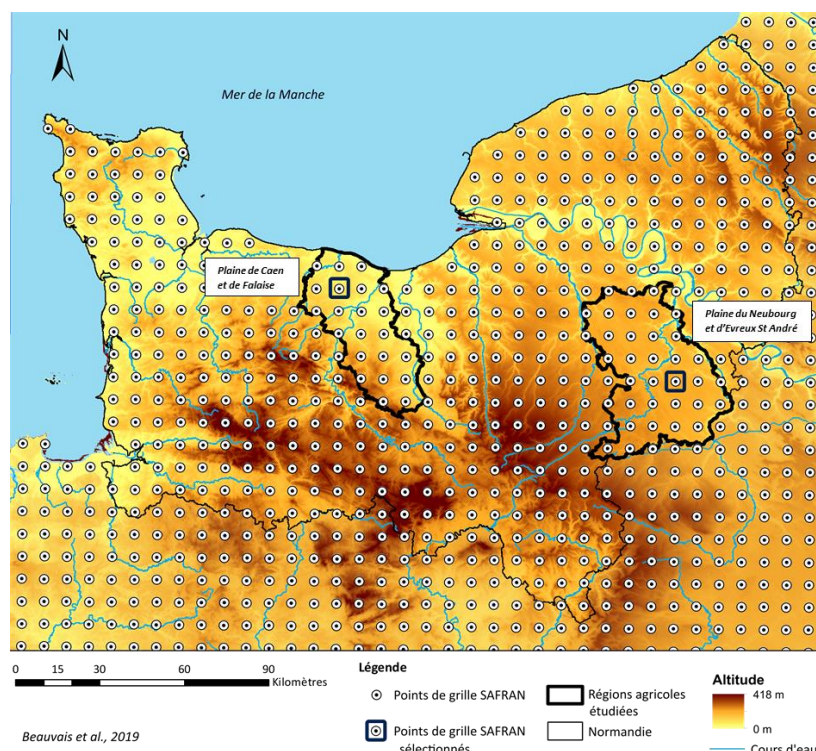 N
Mer de la Manche
Plaine de Caen
et de Falaise
Plaine du Neubourg
et d'Evreux St André
0 15 30 60 90
Kilomètres
Légende
Points de grille SAFRAN
Points de grille SAFRAN
sélectionnés
Régions agricoles
étudiées
Normandie
Altitude
418 m
0 m
Cours d'eau
Beauvais et al., 2019